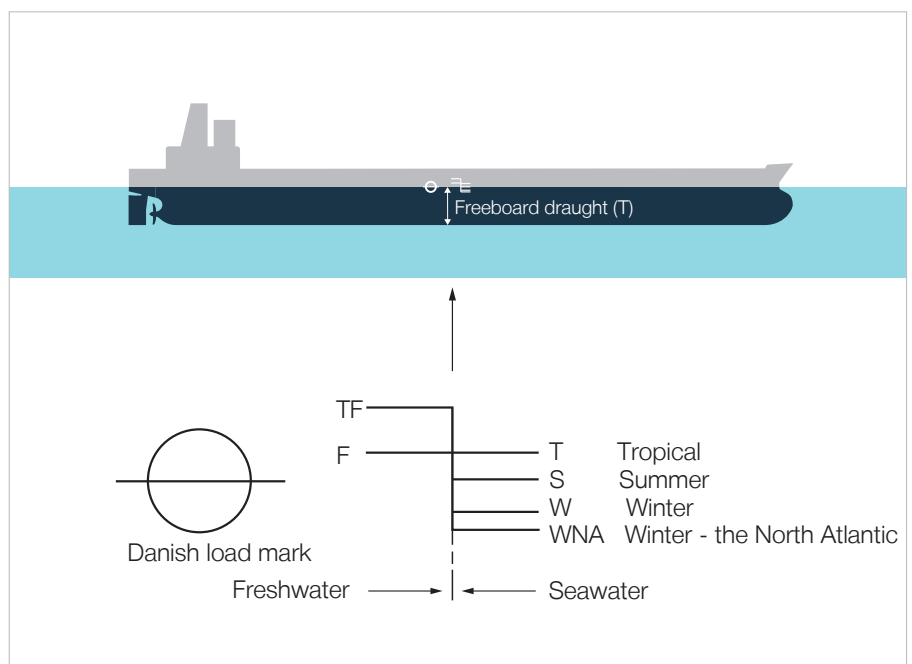 Freeboard draught (T)
TF
F
T Tropical
S Summer
W Winter
WNA Winter - the North Atlantic
Danish load mark
Freshwater
Seawater